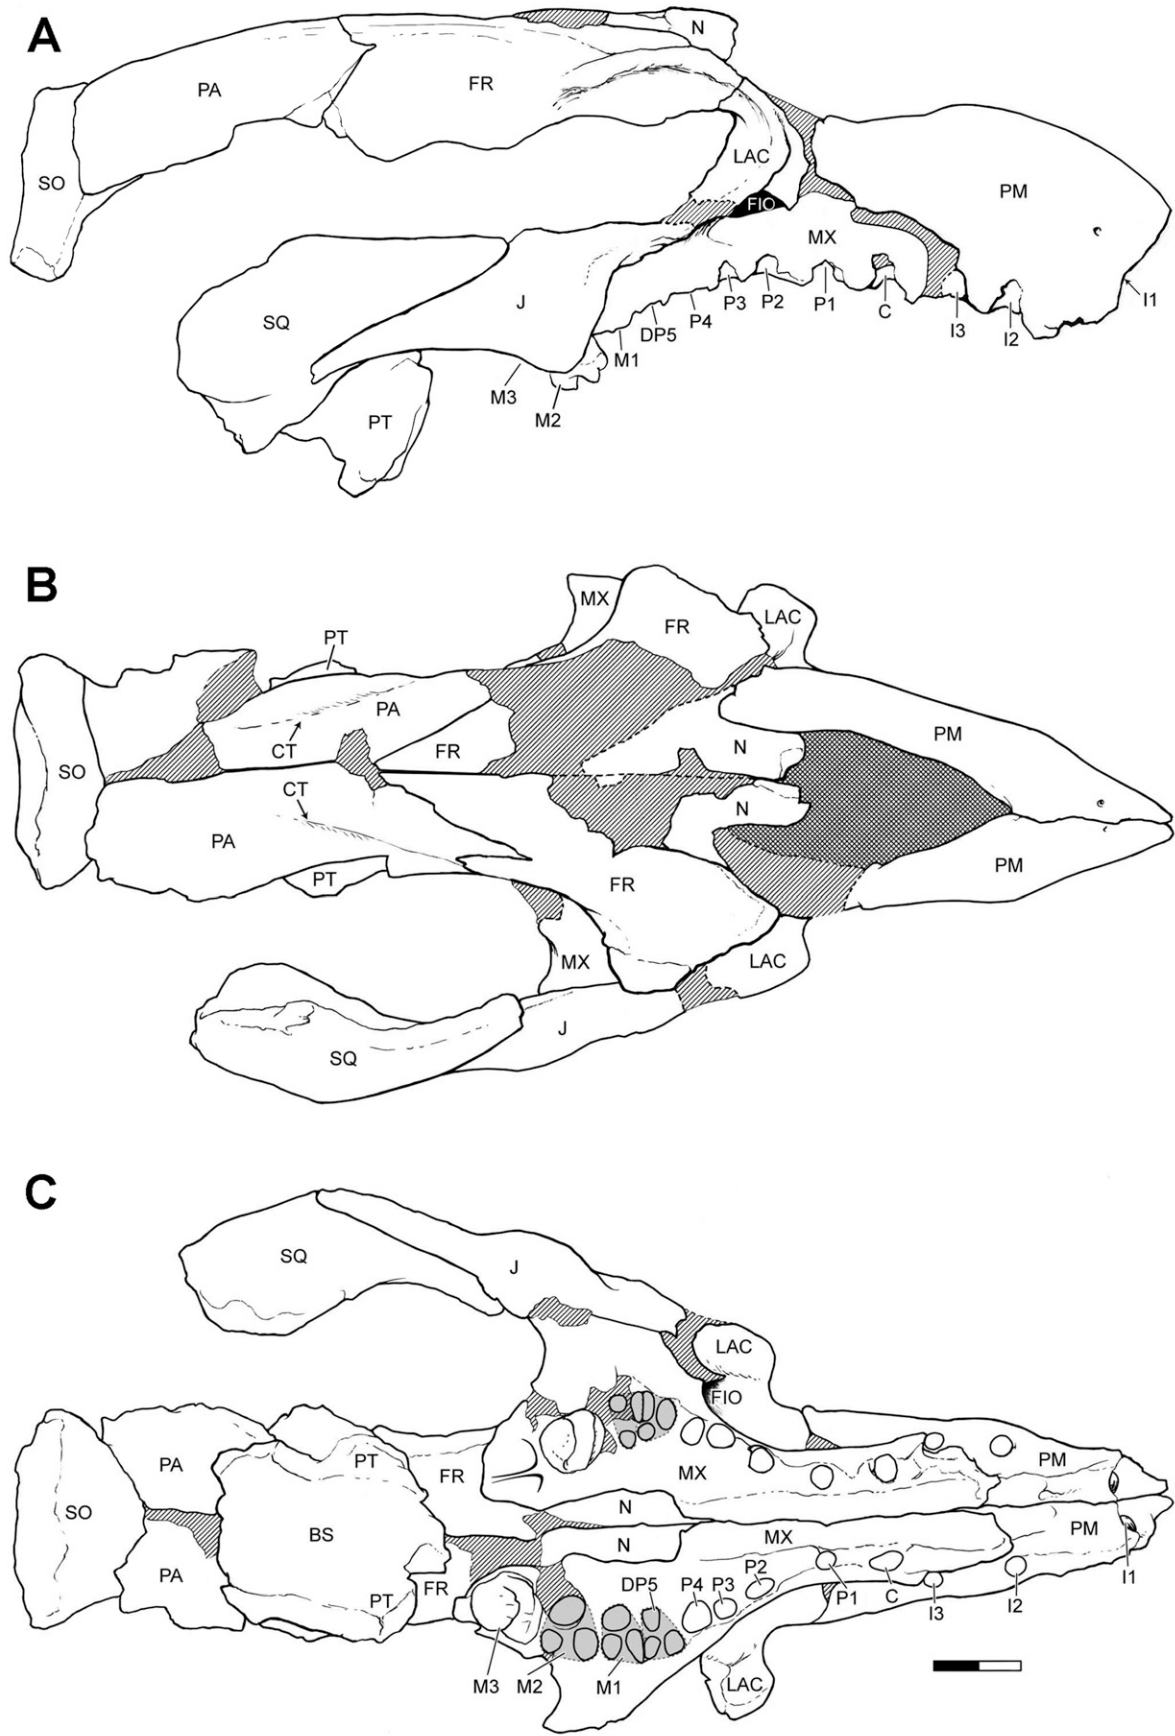 A
N
PA
FR
LAC
SO
PM
FIO
MX
SQ
J
P3
P2
P1
C
I3
I2
I1
P4
DP5
M1
M3
M2
PT
B
MX
FR
LAC
PT
PA
CT
FR
N
PM
SO
CT
N
PA
PT
FR
PM
MX
LAC
J
SQ
C
SQ
J
LAC
FIO
PA
PT
FR
MX
PM
SO
BS
N
N
MX
PM
PA
PT
FR
DP5
P4
P3
P2
P1
C
I3
I2
I1
M3
M2
M1
LAC